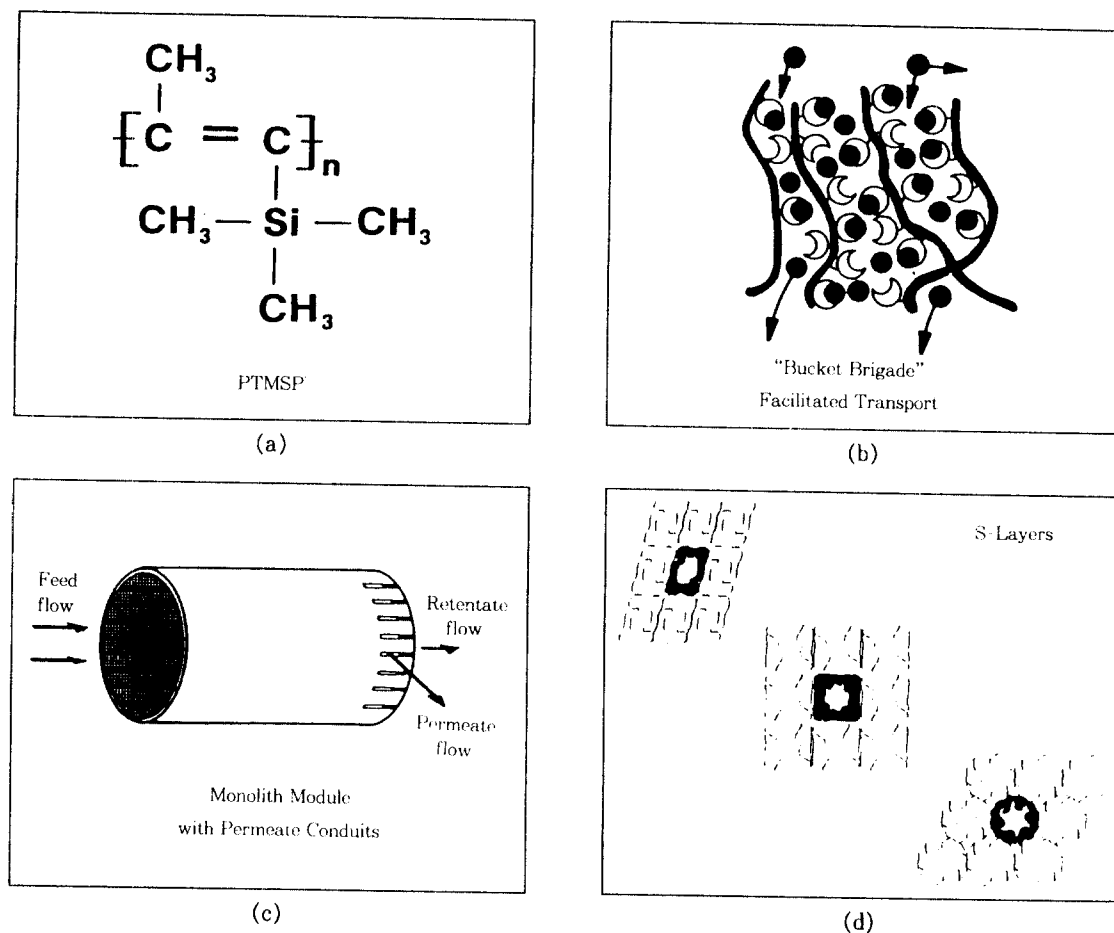 CH₃
[C = C]n
CH₃ — Si — CH₃
CH₃
PTMSP
(a)
"Bucket Brigade"
Facilitated Transport
(b)
Feed
flow
Retentate
flow
Permeate
flow
Monolith Module
with Permeate Conduits
(c)
S-Layers
(d)